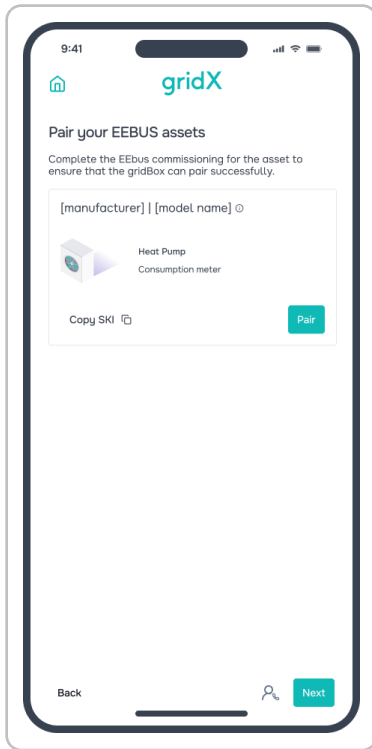 9:41
gridX
Pair your EEBUS assets
Complete the EEbus commissioning for the asset to
ensure that the gridBox can pair successfully.
[manufacturer] | [model name]
Heat Pump
Consumption meter
Copy SKI
Pair
Back
Next